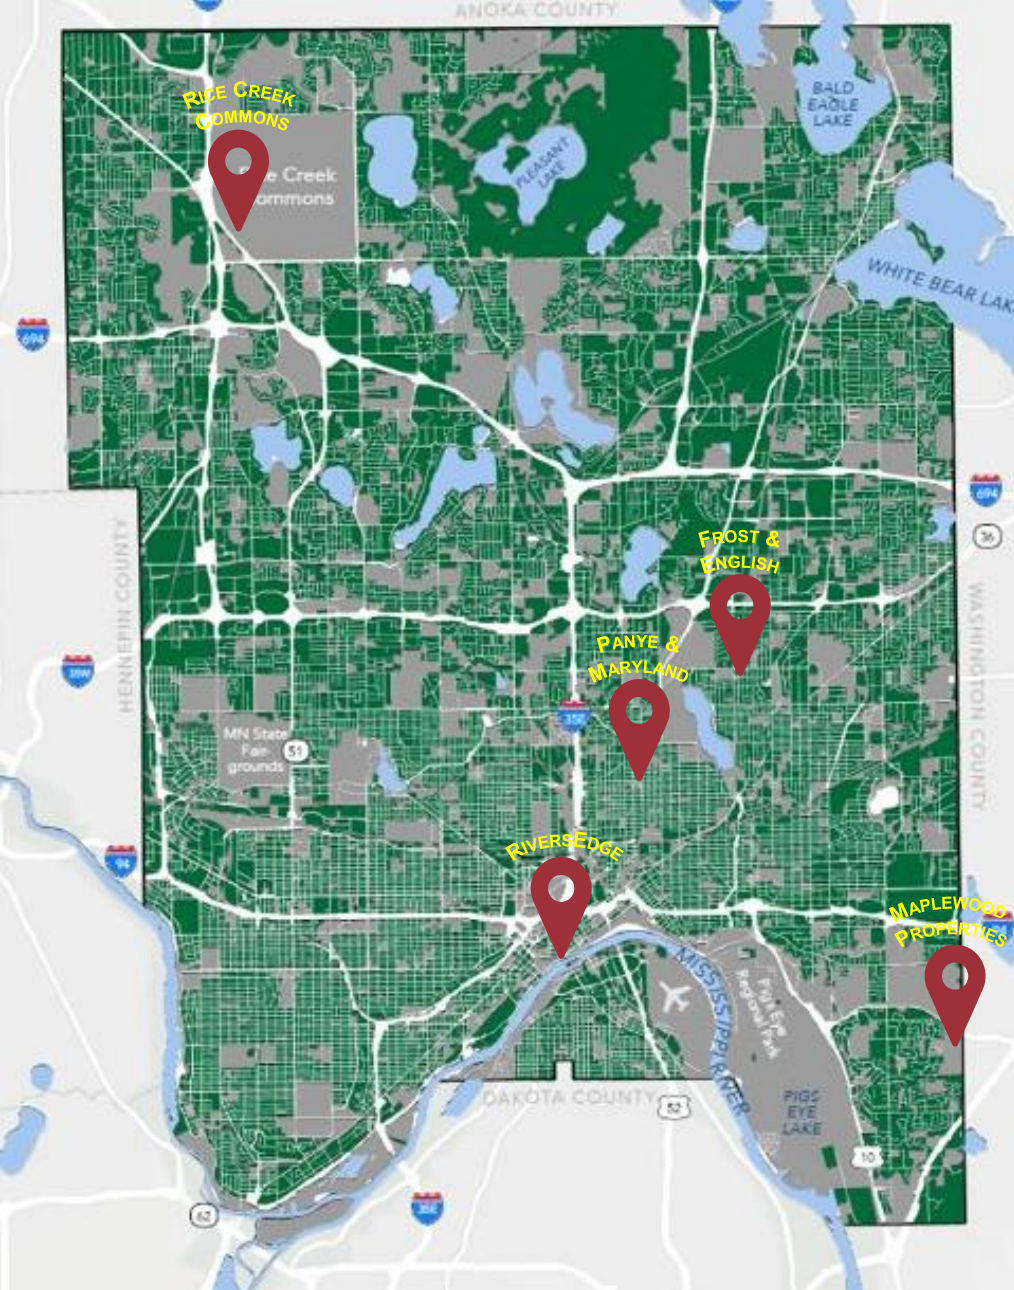 ANOKA COUNTY
BALD
EAGLE
LAKE
RICE CREEK
COMMONS
Creek
ommons
PLEASANT
LAKE
WHITE BEAR LAK
694
694
36
FROST &
ENGLISH
HENNEPIN COUNTY
WASHINGTON COUNTY
PANYE &
MARYLAND
35W
35E
MN State
Fair-
grounds
51
94
RIVERSEDGE
MAPLEWOOD
PROPERTIES
MISSISSIPPI RIVER
Pigs Eye
Regional Park
DAKOTA COUNTY
52
PIGS
EYE
LAKE
10
62
35E